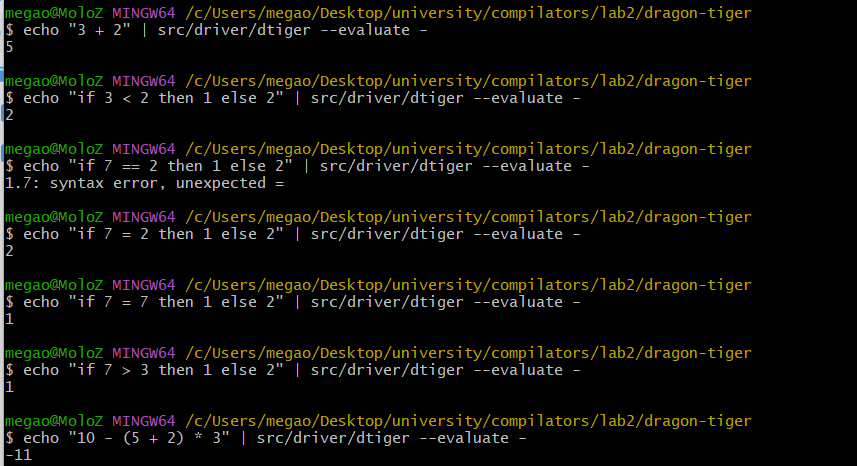 megao@MoloZ MINGW64 /c/Users/megao/Desktop/university/compilators/lab2/dragon-tiger
$ echo "3 + 2" | src/driver/dtiger --evaluate -
5
megao@MoloZ MINGW64 /c/Users/megao/Desktop/university/compilators/lab2/dragon-tiger
$ echo "if 3 < 2 then 1 else 2" | src/driver/dtiger --evaluate -
2
megao@MoloZ MINGW64 /c/Users/megao/Desktop/university/compilators/lab2/dragon-tiger
$ echo "if 7 == 2 then 1 else 2" | src/driver/dtiger --evaluate -
1.7: syntax error, unexpected =
megao@MoloZ MINGW64 /c/Users/megao/Desktop/university/compilators/lab2/dragon-tiger
$ echo "if 7 = 2 then 1 else 2" | src/driver/dtiger --evaluate -
2
megao@MoloZ MINGW64 /c/Users/megao/Desktop/university/compilators/lab2/dragon-tiger
$ echo "if 7 = 7 then 1 else 2" | src/driver/dtiger --evaluate -
1
megao@MoloZ MINGW64 /c/Users/megao/Desktop/university/compilators/lab2/dragon-tiger
$ echo "if 7 > 3 then 1 else 2" | src/driver/dtiger --evaluate -
1
megao@MoloZ MINGW64 /c/Users/megao/Desktop/university/compilators/lab2/dragon-tiger
$ echo "10 - (5 + 2) * 3" | src/driver/dtiger --evaluate -
-11